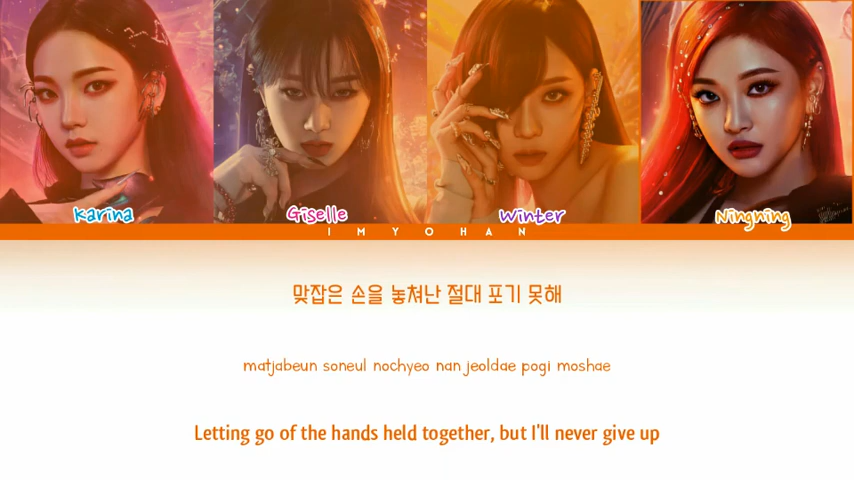 Karina
Giselle
Winter
Ningning
IMYOHAN
맞잡은 손을 놓쳐난 절대 포기 못해
matjabeun soneul nochyeo nan jeoldae pogi moshae
Letting go of the hands held together, but I'll never give up